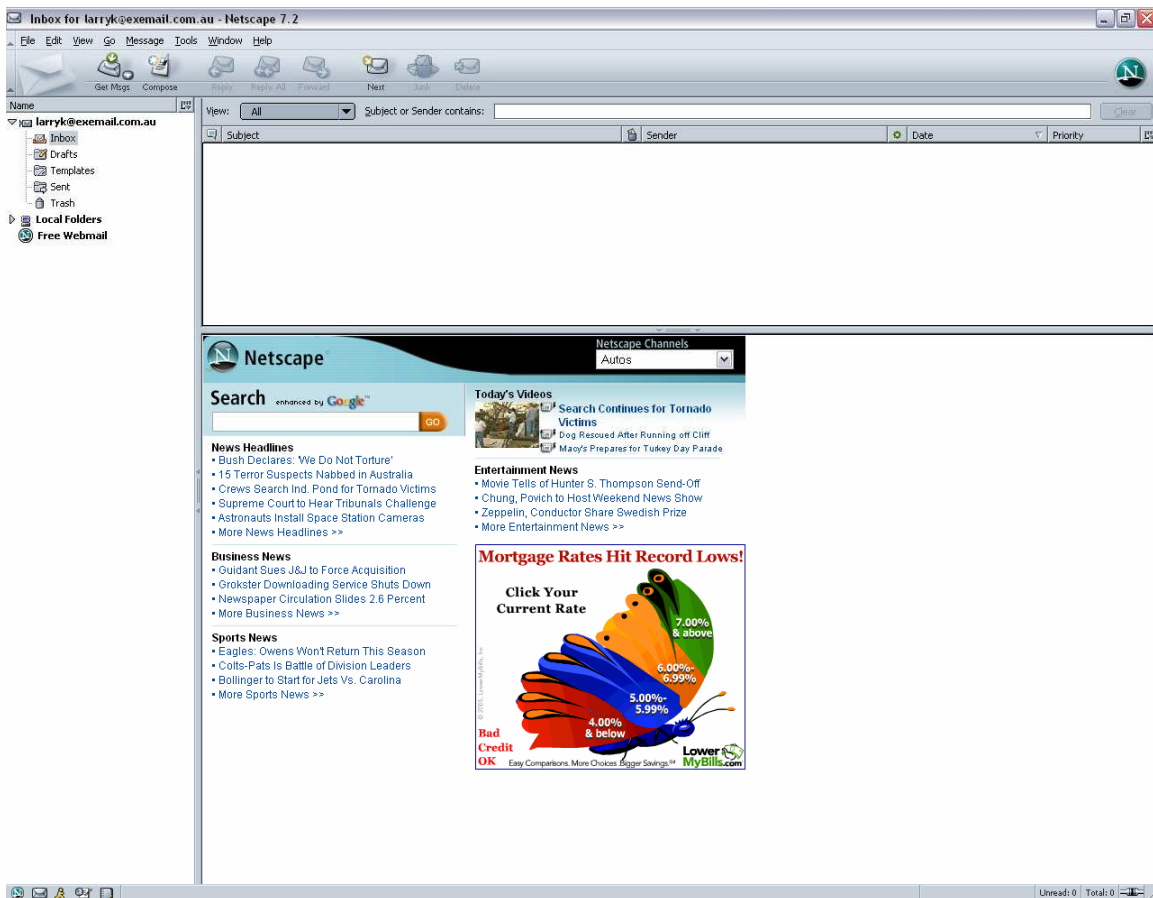 Inbox for larryk@exemail.com.au - Netscape 7.2
File Edit View Go Message Tools Window Help
Get Msgs Compose Reply Reply All Forward Next Junk Delete
Name
View: All Subject or Sender contains: Clear
larryk@exemail.com.au
Subject Sender Date Priority
Inbox
Drafts
Templates
Sent
Trash
Local Folders
Free Webmail
Netscape
Netscape Channels
Autos
Search enhanced by Google™
GO
News Headlines
• Bush Declares: 'We Do Not Torture'
• 15 Terror Suspects Nabbed in Australia
• Crews Search Ind. Pond for Tornado Victims
• Supreme Court to Hear Tribunals Challenge
• Astronauts Install Space Station Cameras
• More News Headlines >>
Business News
• Guidant Sues J&J to Force Acquisition
• Grokster Downloading Service Shuts Down
• Newspaper Circulation Slides 2.6 Percent
• More Business News >>
Sports News
• Eagles: Owens Won't Return This Season
• Colts-Pats Is Battle of Division Leaders
• Bollinger to Start for Jets Vs. Carolina
• More Sports News >>
Today's Videos
Search Continues for Tornado
Victims
Dog Rescued After Running off Cliff
Macy's Prepares for Turkey Day Parade
Entertainment News
• Movie Tells of Hunter S. Thompson Send-Off
• Chung, Povich to Host Weekend News Show
• Zeppelin, Conductor Share Swedish Prize
• More Entertainment News >>
Mortgage Rates Hit Record Lows!
Click Your
Current Rate
7.00%
& above
6.00%-
6.99%
5.00%-
5.99%
4.00%
& below
© 2005, LowerMyBills, Inc
Bad
Credit
OK
Easy Comparisons. More Choices. Bigger Savings.℠
Lower
MyBills.com
Unread: 0 Total: 0